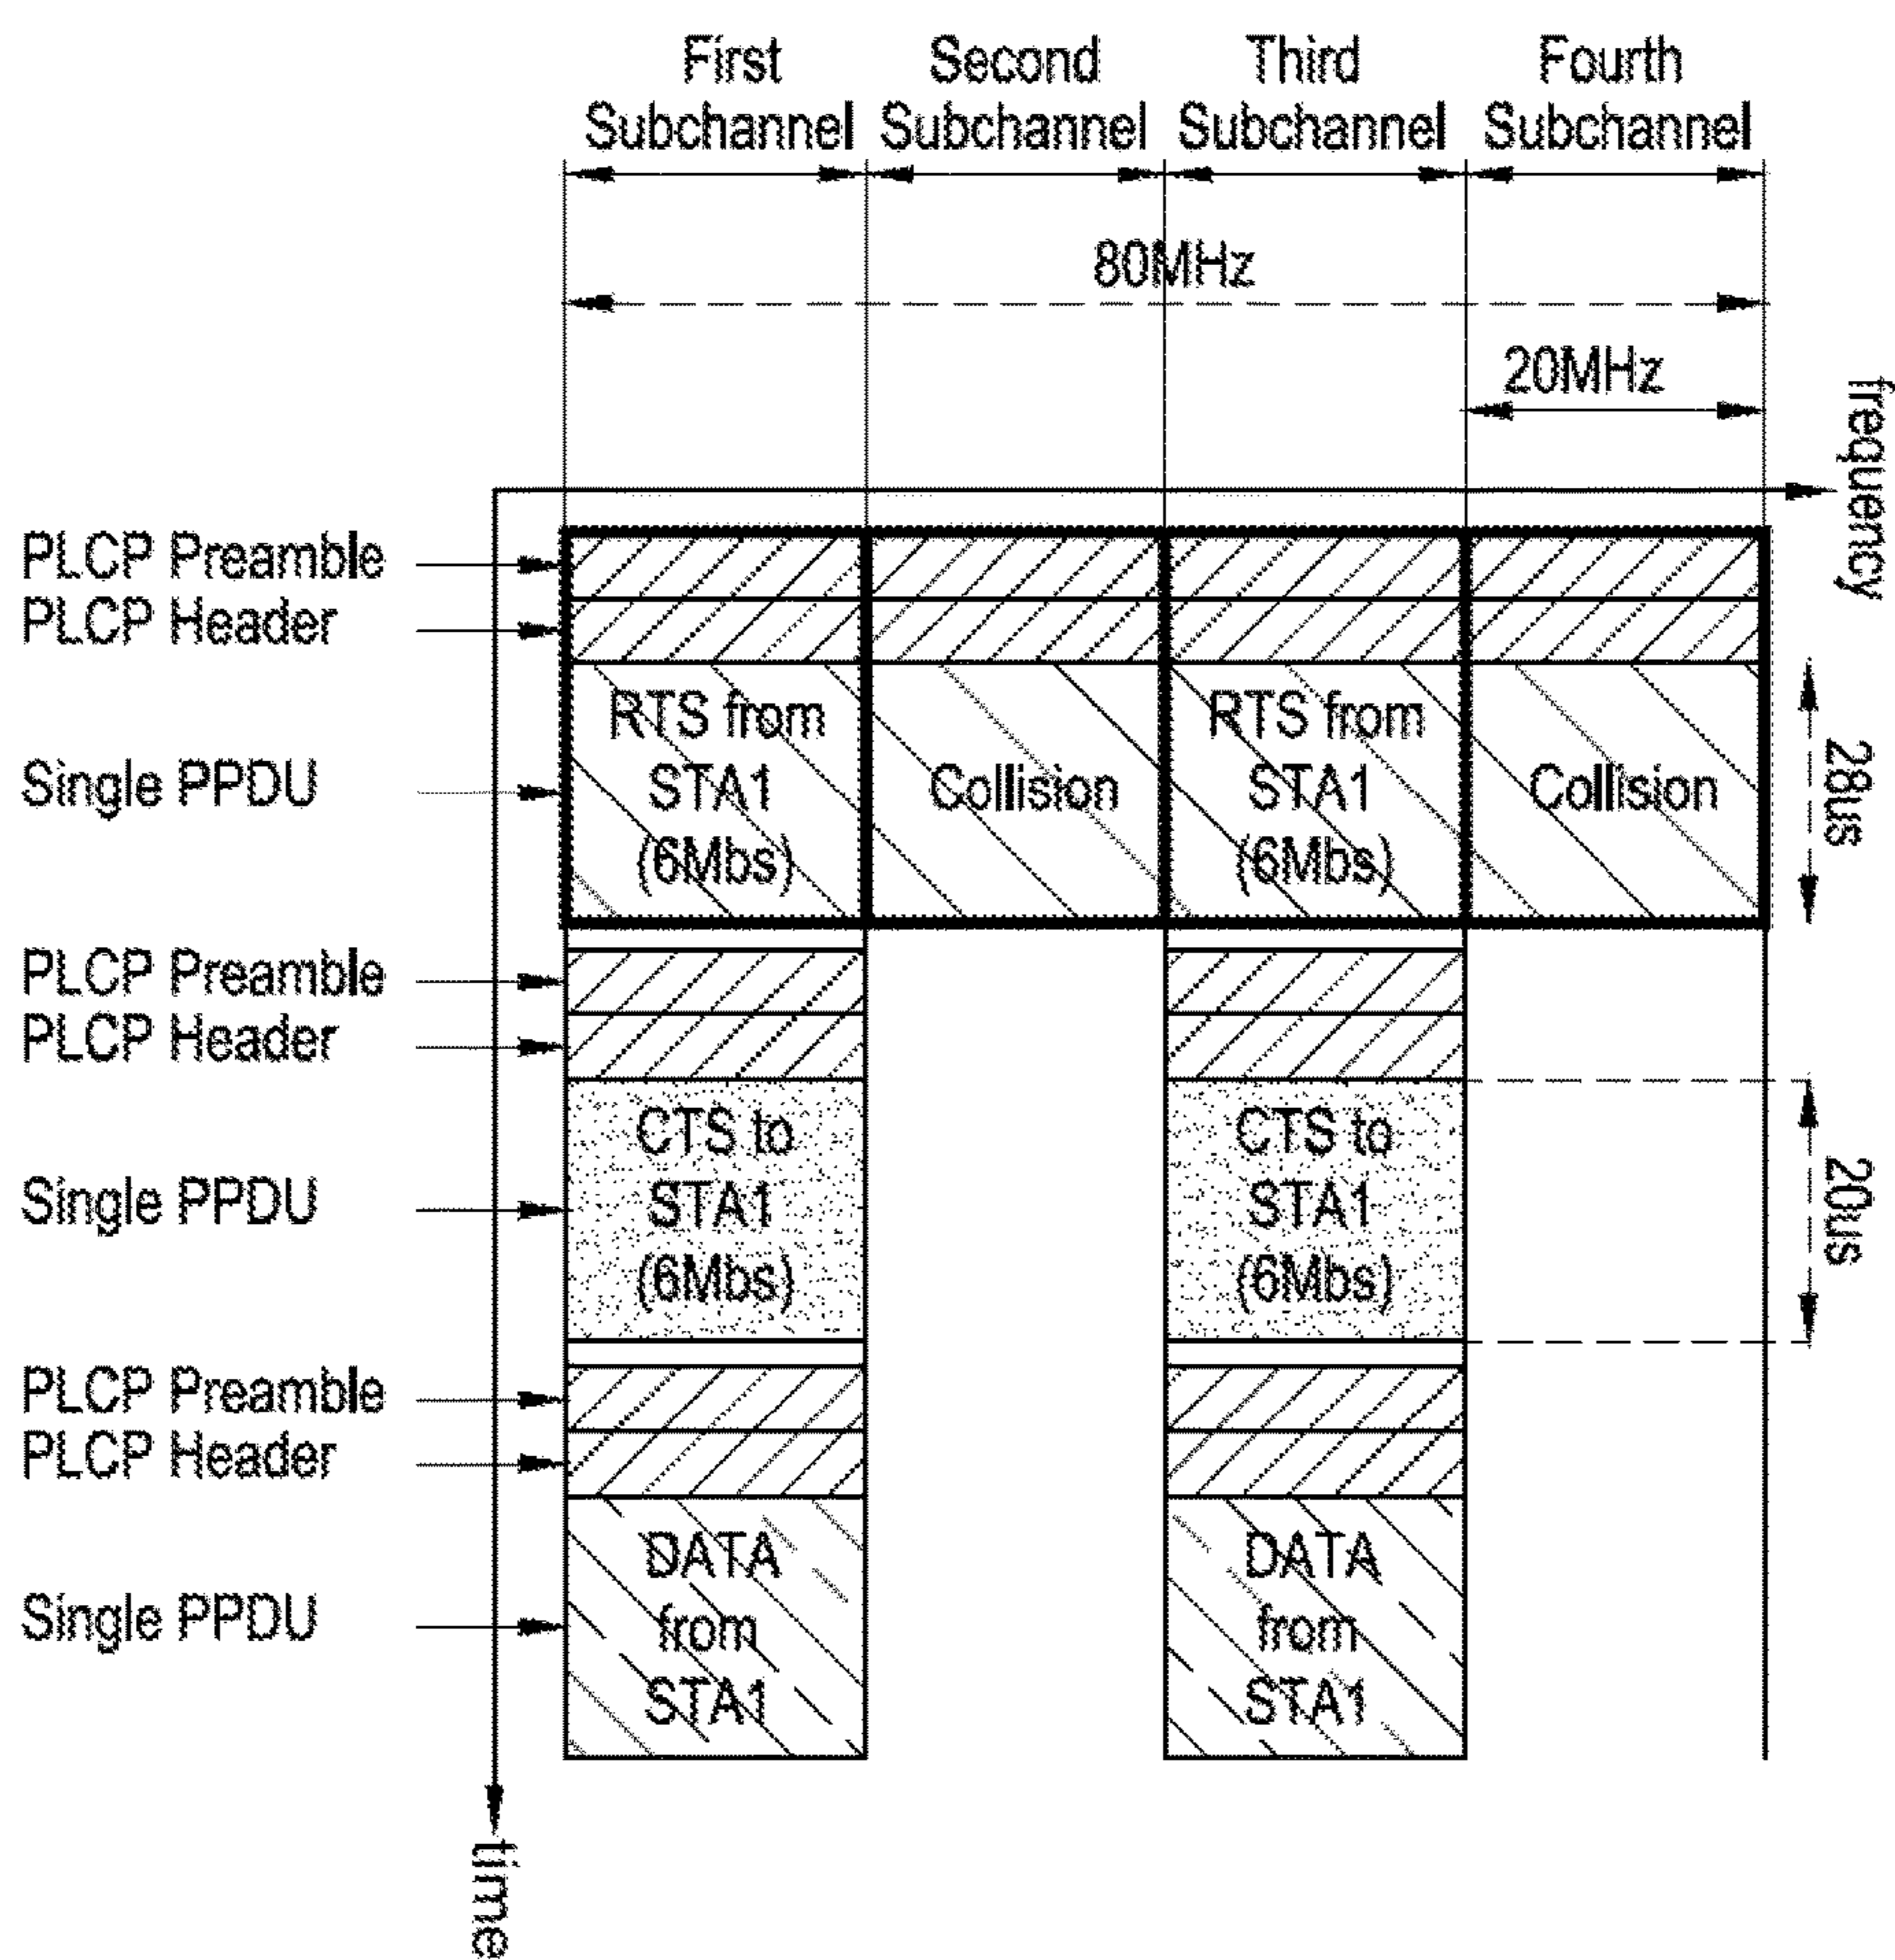 First
Subchannel
Second
Subchannel
Third
Subchannel
Fourth
Subchannel
80MHz
20MHz
frequency
PLCP Preamble
PLCP Header
Single PPDU
RTS from
STA1
(6Mbs)
Collision
RTS from
STA1
(6Mbs)
Collision
28us
PLCP Preamble
PLCP Header
Single PPDU
CTS to
STA1
(6Mbs)
CTS to
STA1
(6Mbs)
20us
PLCP Preamble
PLCP Header
Single PPDU
DATA
from
STA1
DATA
from
STA1
time